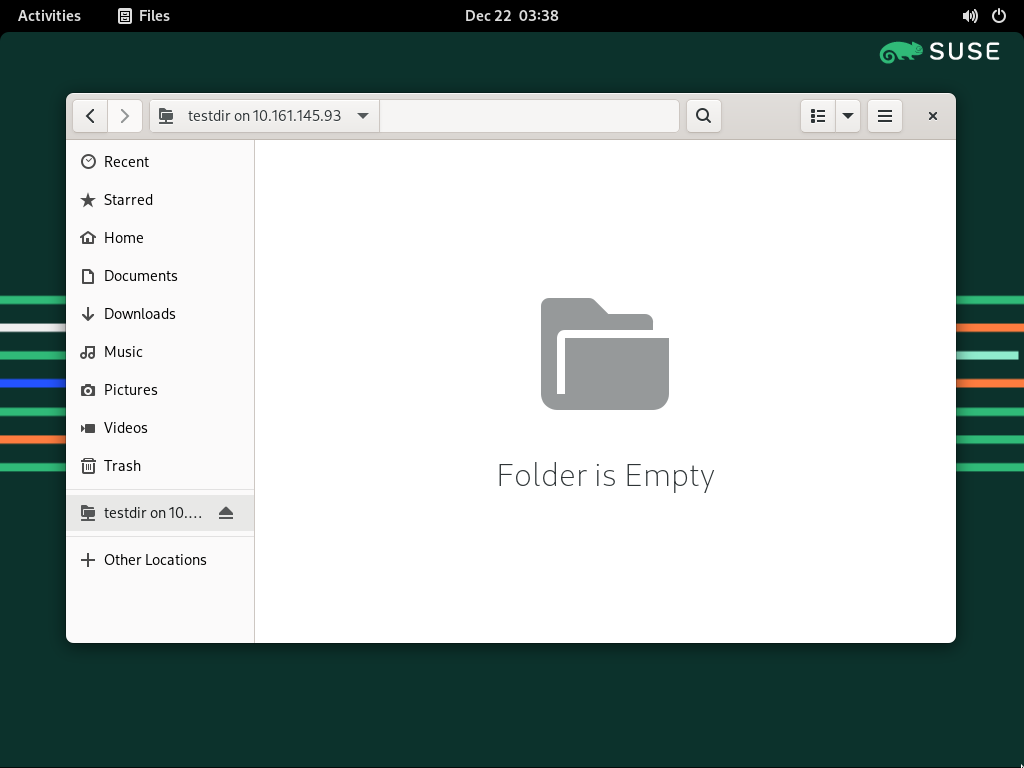 Activities
Files
Dec 22 03:38
SUSE
testdir on 10.161.145.93
Recent
Starred
Home
Documents
Downloads
Music
Pictures
Videos
Trash
testdir on 10.…
Other Locations
Folder is Empty